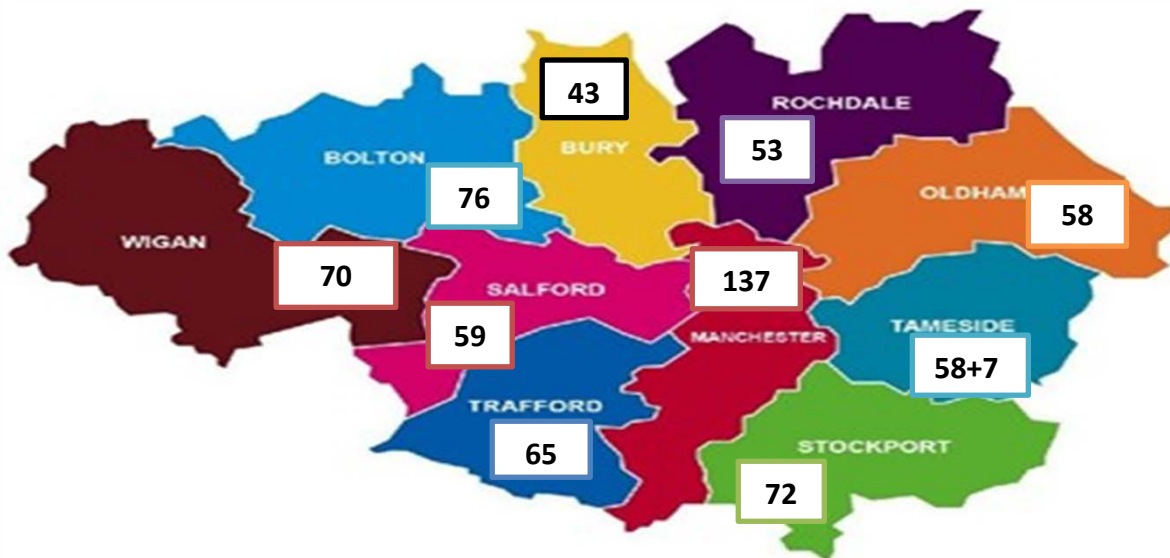 43
BURY
ROCHDALE
53
BOLTON
76
OLDHAM
58
WIGAN
70
SALFORD
59
137
MANCHESTER
TAMESIDE
58+7
TRAFFORD
65
STOCKPORT
72